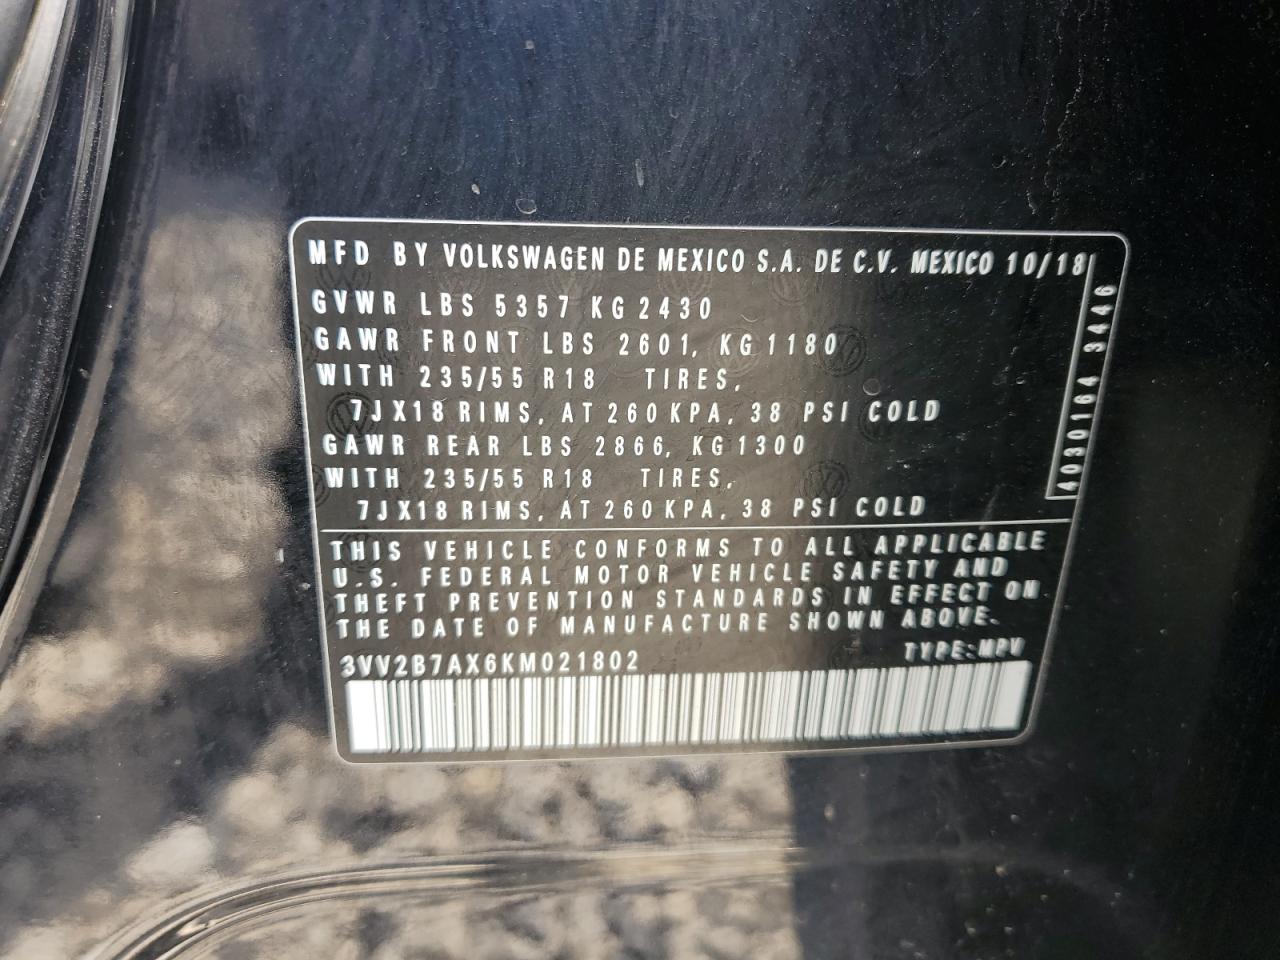 MFD BY VOLKSWAGEN DE MEXICO S.A. DE C.V. MEXICO 10/18
GVWR LBS 5357 KG 2430
GAWR FRONT LBS 2601, KG 1180
WITH 235/55 R18 TIRES,
7JX18 RIMS, AT 260 KPA, 38 PSI COLD
GAWR REAR LBS 2866, KG 1300
WITH 235/55 R18 TIRES,
7JX18 RIMS, AT 260 KPA, 38 PSI COLD
4030164 3446
THIS VEHICLE CONFORMS TO ALL APPLICABLE
U.S. FEDERAL MOTOR VEHICLE SAFETY AND
THEFT PREVENTION STANDARDS IN EFFECT ON
THE DATE OF MANUFACTURE SHOWN ABOVE.
3VV2B7AX6KM021802 TYPE:MPV